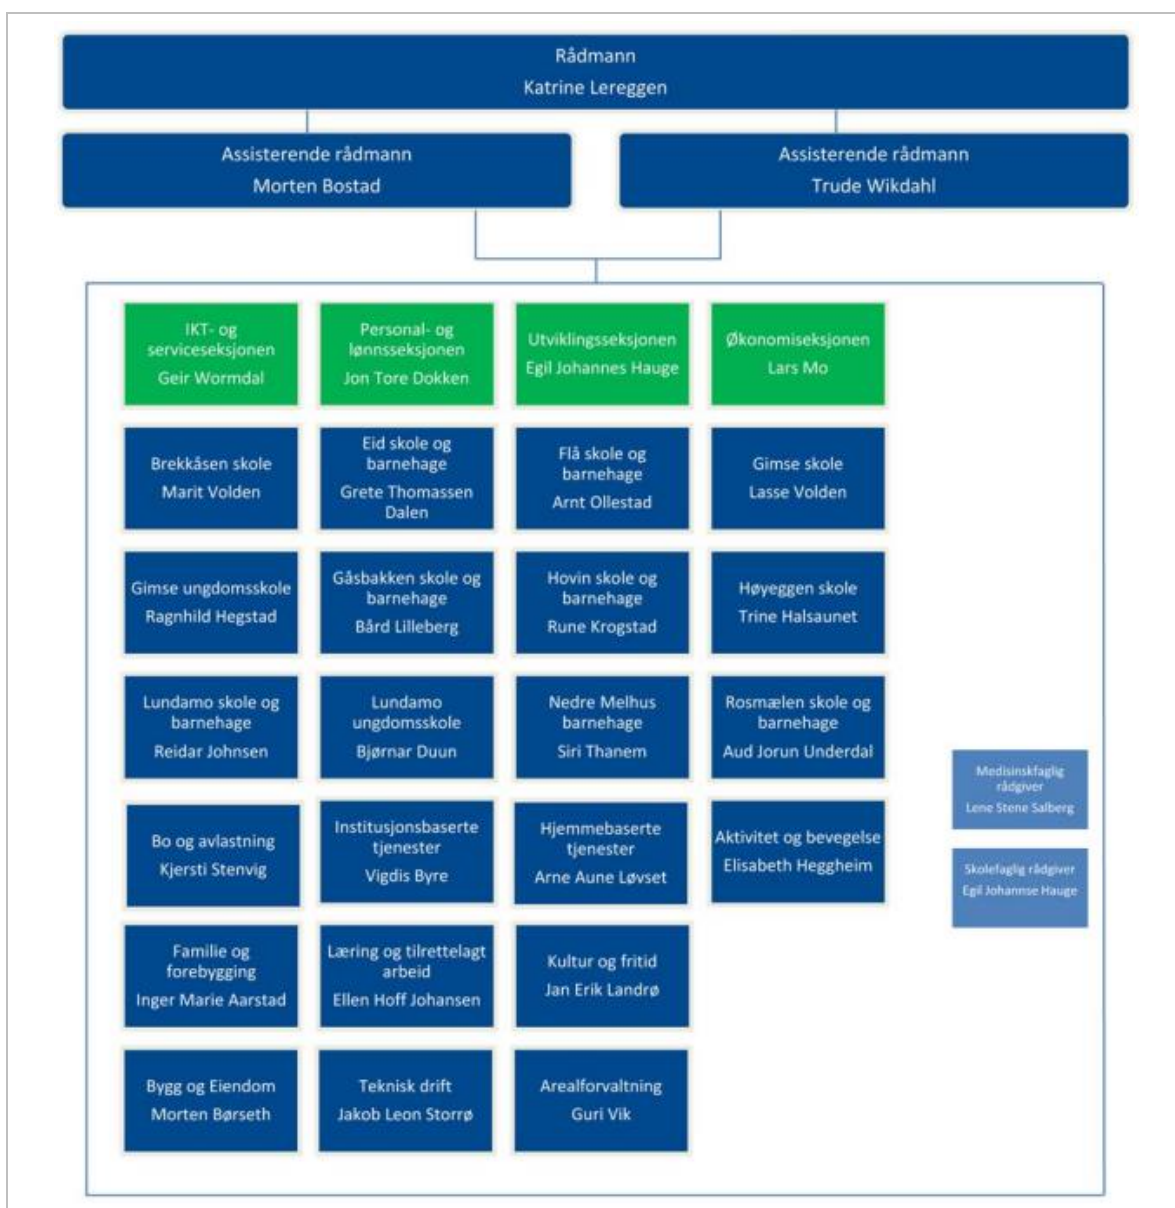 Rådmann
Katrine Lereggen
Assisterende rådmann
Morten Bostad
Assisterende rådmann
Trude Wikdahl
IKT- og
serviceseksjonen
Geir Wormdal
Personal- og
lønnsseksjonen
Jon Tore Dokken
Utviklingsseksjonen
Egil Johannes Hauge
Økonomiseksjonen
Lars Mo
Brekkåsen skole
Marit Volden
Eid skole og
barnehage
Grete Thomassen
Dalen
Flå skole og
barnehage
Arnt Ollestad
Gimse skole
Lasse Volden
Gimse ungdomsskole
Ragnhild Hegstad
Gåsbakken skole og
barnehage
Bård Lilleberg
Hovin skole og
barnehage
Rune Krogstad
Høyeggen skole
Trine Halsaunet
Lundamo skole og
barnehage
Reidar Johnsen
Lundamo
ungdomsskole
Bjørnar Duun
Nedre Melhus
barnehage
Siri Thanem
Rosmælen skole og
barnehage
Aud Jorun Underdal
Medisinskfaglig
rådgiver
Lene Stene Salberg
Bo og avlastning
Kjersti Stenvig
Institusjonsbaserte
tjenester
Vigdis Byre
Hjemmebaserte
tjenester
Arne Aune Løvset
Aktivitet og bevegelse
Elisabeth Heggheim
Skolefaglig rådgiver
Egil Johannse Hauge
Familie og
forebygging
Inger Marie Aarstad
Læring og tilrettelagt
arbeid
Ellen Hoff Johansen
Kultur og fritid
Jan Erik Landrø
Bygg og Eiendom
Morten Børseth
Teknisk drift
Jakob Leon Storrø
Arealforvaltning
Guri Vik